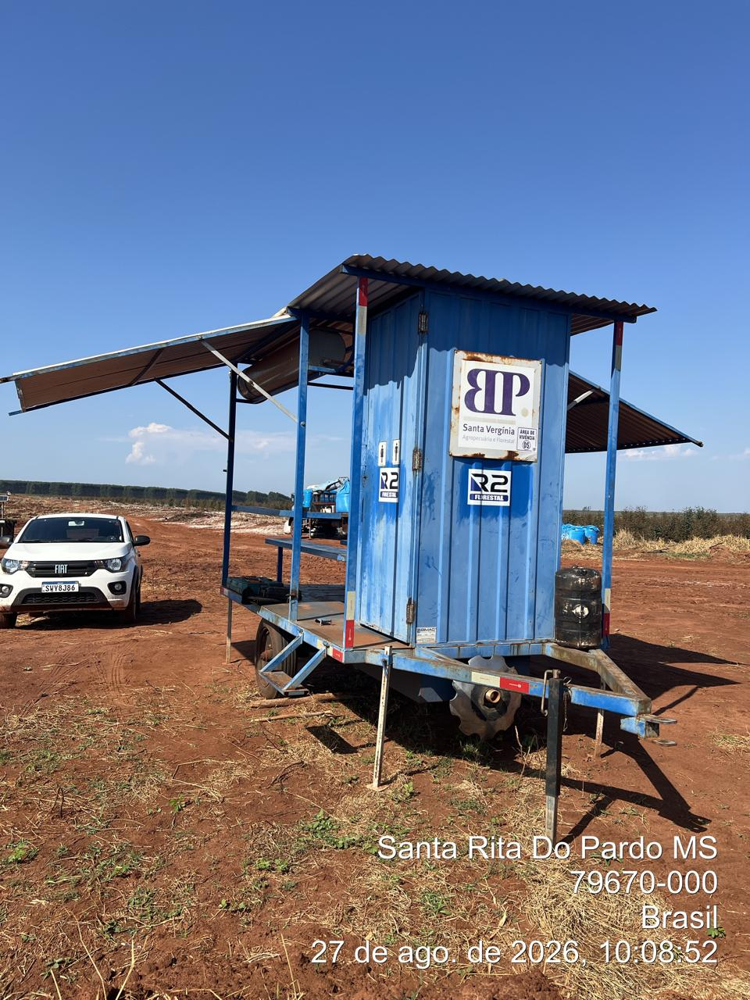 BP.
Santa Vergínia
Agropecuária e Florestal
ÁREA DE
VIVÊNCIA
05
R2
FLORESTAL
R2
FLORESTAL
FIAT
SWY8J86
Santa Rita Do Pardo MS
79670-000
Brasil
27 de ago. de 2026, 10:08:52